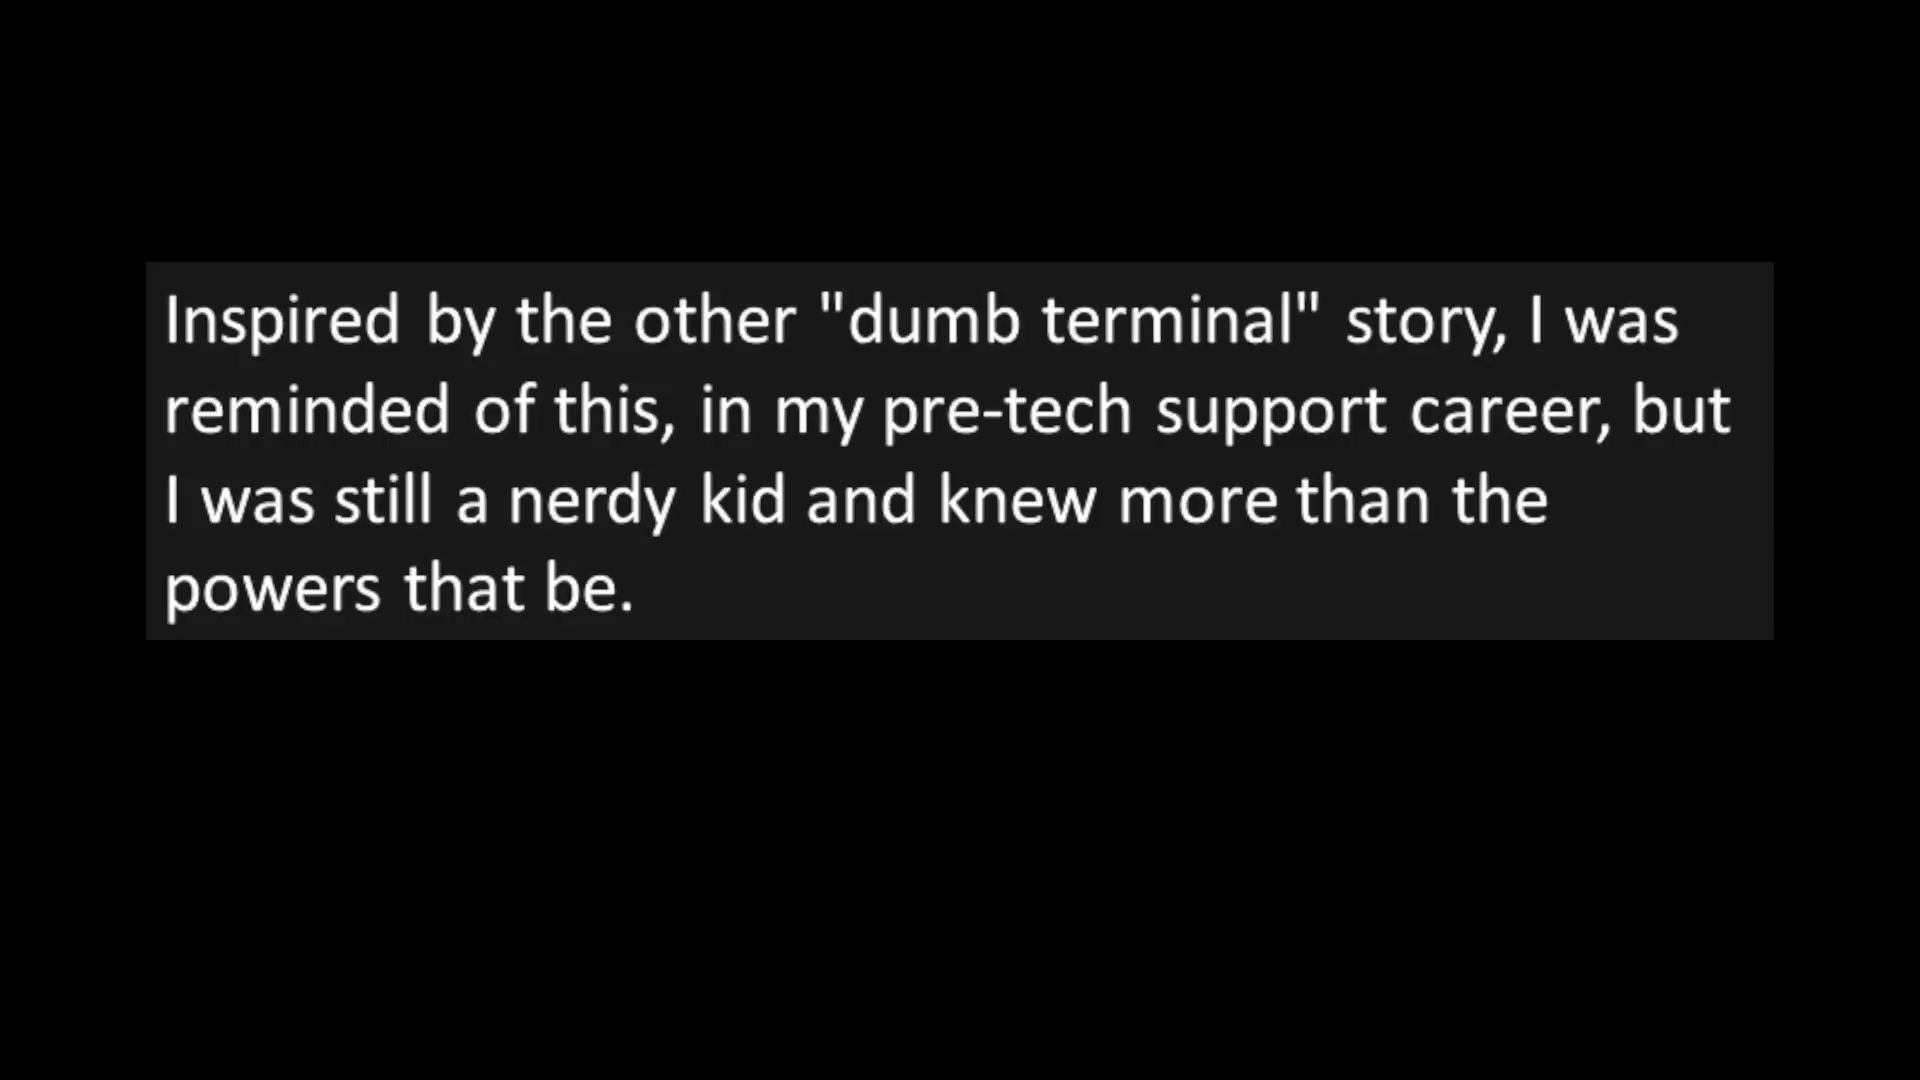 Inspired by the other "dumb terminal" story, I was
reminded of this, in my pre-tech support career, but
I was still a nerdy kid and knew more than the
powers that be.